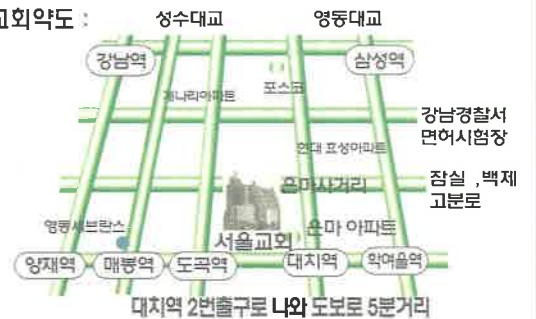 교회약도 :
성수대교 영동대교
강남역 삼성역
포스코
개나리아파트
강남경찰서
면허시험장
현대 효성아파트
은마사거리
잠실 , 백제
고분로
영동세브란스
은마 아파트
서울교회
양재역 매봉역 도곡역 대치역 학여울역
대치역 2번출구로 나와 도보로 5분거리